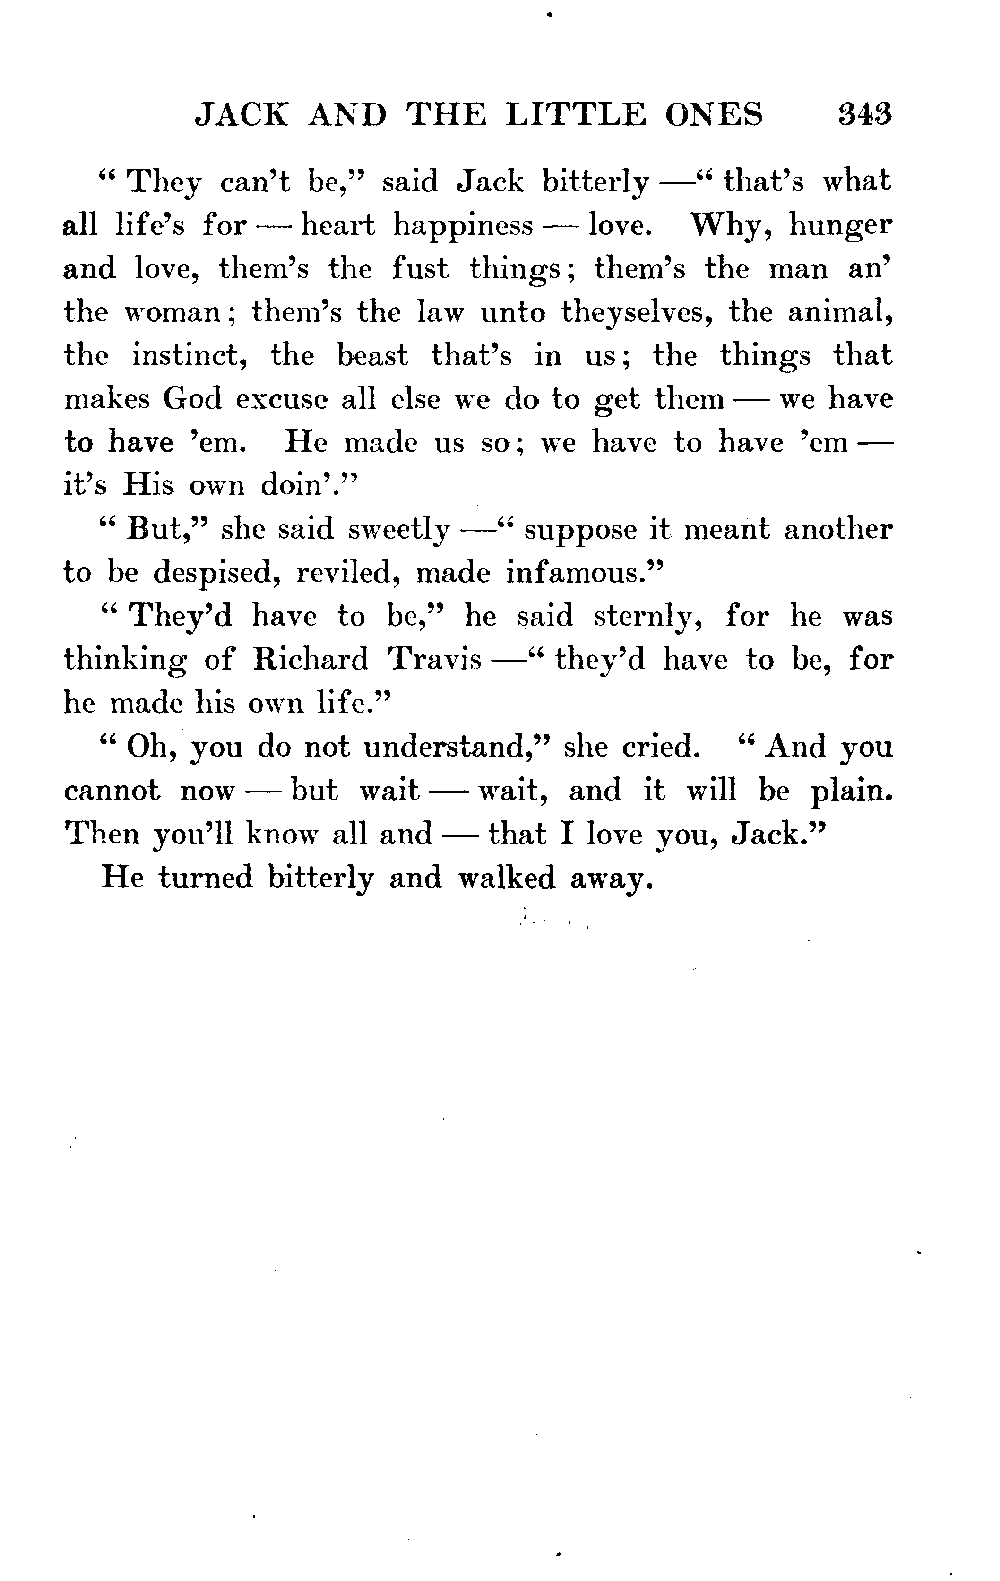 JACK AND THE LITTLE ONES 343
“ They can't be,” said Jack bitterly —“ that's what
all life's for — heart happiness — love. Why, hunger
and love, them's the fust things; them's the man an'
the woman; them's the law unto theyselves, the animal,
the instinct, the beast that's in us; the things that
makes God excuse all else we do to get them — we have
to have 'em. He made us so; we have to have 'em —
it's His own doin'.”
“ But,” she said sweetly —“ suppose it meant another
to be despised, reviled, made infamous.”
“ They'd have to be,” he said sternly, for he was
thinking of Richard Travis —“ they'd have to be, for
he made his own life.”
“ Oh, you do not understand,” she cried. “ And you
cannot now — but wait — wait, and it will be plain.
Then you'll know all and — that I love you, Jack.”
He turned bitterly and walked away.